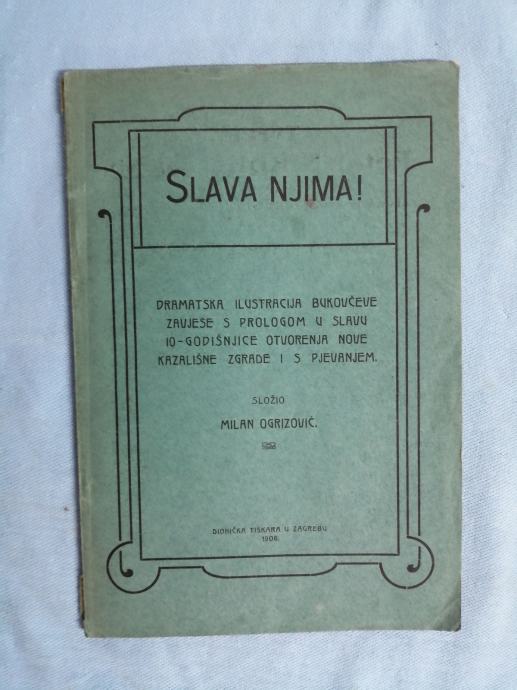 SLAVA NJIMA!
DRAMATSKA ILUSTRACIJA BUKOVČEVE
ZAVJESE S PROLOGOM U SLAVU
10-GODIŠNJICE OTVORENJA NOVE
KAZALIŠNE ZGRADE I S PJEVANJEM.
SLOŽIO
MILAN OGRIZOVIĆ.
DIONIČKA TISKARA U ZAGREBU
1906.